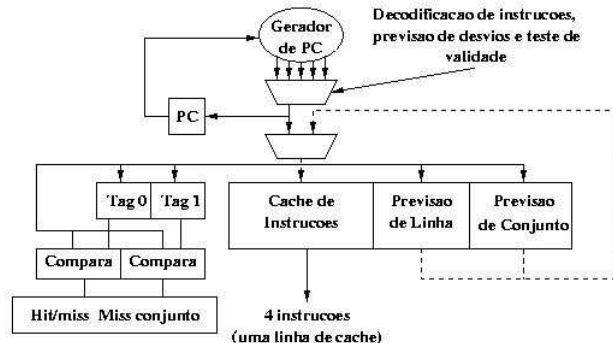 Gerador
de PC
Decodificacao de instrucoes,
previsao de desvios e teste de
validade
PC
Tag 0 Tag 1
Cache de
Instrucoes
Previsao
de Linha
Previsao
de Conjunto
Compara Compara
Hit/miss Miss conjunto
4 instrucoes
(uma linha de cache)